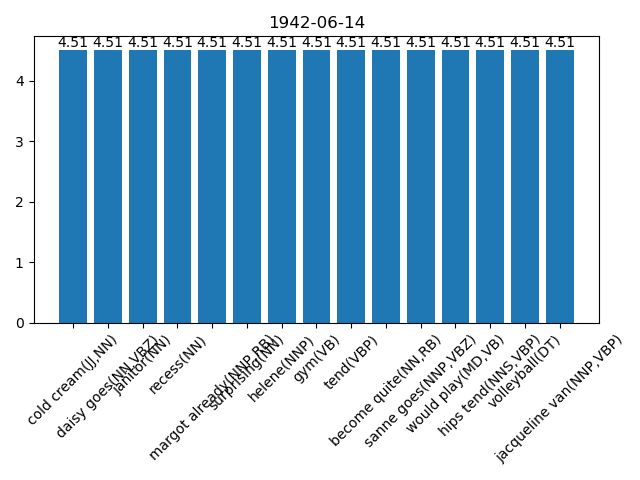 1942-06-14
4.51 4.51 4.51 4.51 4.51 4.51 4.51 4.51 4.51 4.51 4.51 4.51 4.51 4.51 4.51
4
3
2
1
0
cold cream(JJ,NN)
daisy goes(NN,VBZ)
janitor(NN)
recess(NN)
margot already(NNP,RB)
surprising(NN)
helene(NNP)
gym(VB)
tend(VBP)
become quite(NN,RB)
sanne goes(NNP,VBZ)
would play(MD,VB)
hips tend(NNS,VBP)
volleyball(DT)
jacqueline van(NNP,VBP)